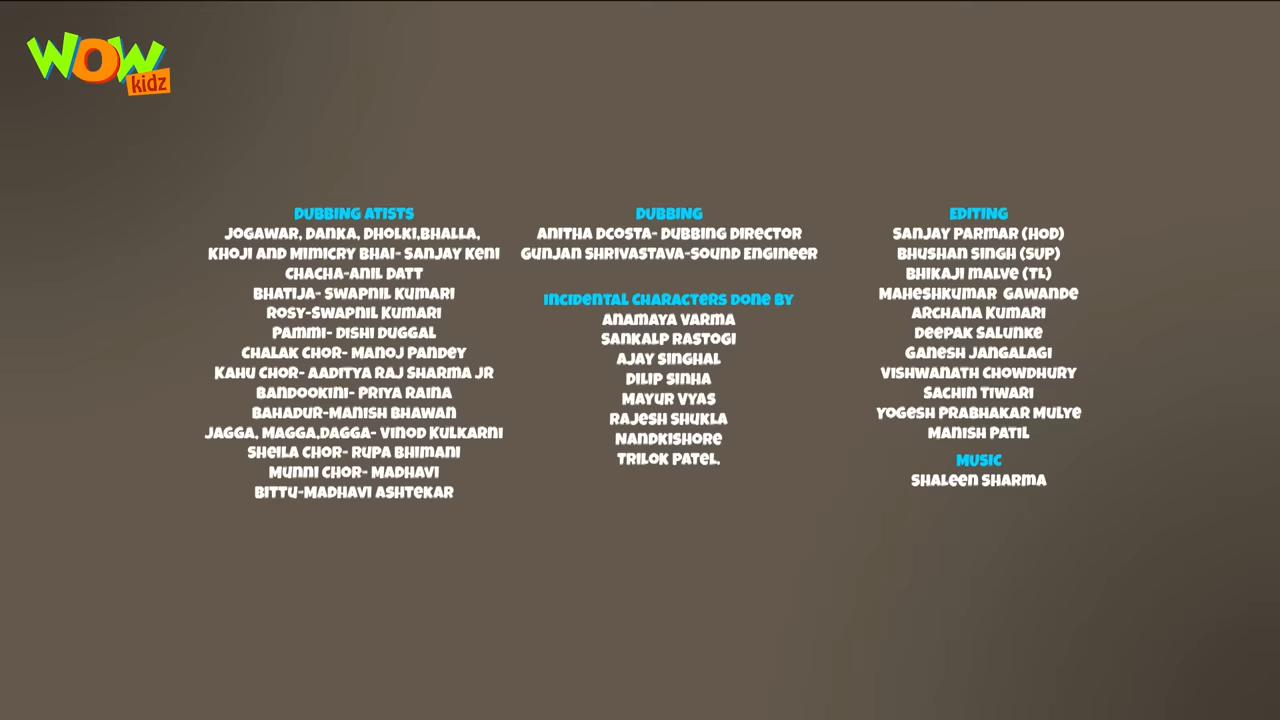 WOW
kidz
DUBBING ATISTS
JOGAWAR, DANKA, DHOLKI,BHALLA,
KHOJI AND MIMICRY BHAI- SANJAY KENI
CHACHA-ANIL DATT
BHATIJA- SWAPNIL KUMARI
ROSY-SWAPNIL KUMARI
PAMMI- DISHI DUGGAL
CHALAK CHOR- MANOJ PANDEY
KAHU CHOR- AADITYA RAJ SHARMA JR
BANDOOKINI- PRIYA RAINA
BAHADUR-MANISH BHAWAN
JAGGA, MAGGA,DAGGA- VINOD KULKARNI
SHEILA CHOR- RUPA BHIMANI
MUNNI CHOR- MADHAVI
BITTU-MADHAVI ASHTEKAR
DUBBING
ANITHA DCOSTA- DUBBING DIRECTOR
GUNJAN SHRIVASTAVA-SOUND ENGINEER
INCIDENTAL CHARACTERS DONE BY
ANAMAYA VARMA
SANKALP RASTOGI
AJAY SINGHAL
DILIP SINHA
MAYUR VYAS
RAJESH SHUKLA
NANDKISHORE
TRILOK PATEL.
EDITING
SANJAY PARMAR (HOD)
BHUSHAN SINGH (SUP)
BHIKAJI MALVE (TL)
MAHESHKUMAR GAWANDE
ARCHANA KUMARI
DEEPAK SALUNKE
GANESH JANGALAGI
VISHWANATH CHOWDHURY
SACHIN TIWARI
YOGESH PRABHAKAR MULYE
MANISH PATIL
MUSIC
SHALEEN SHARMA